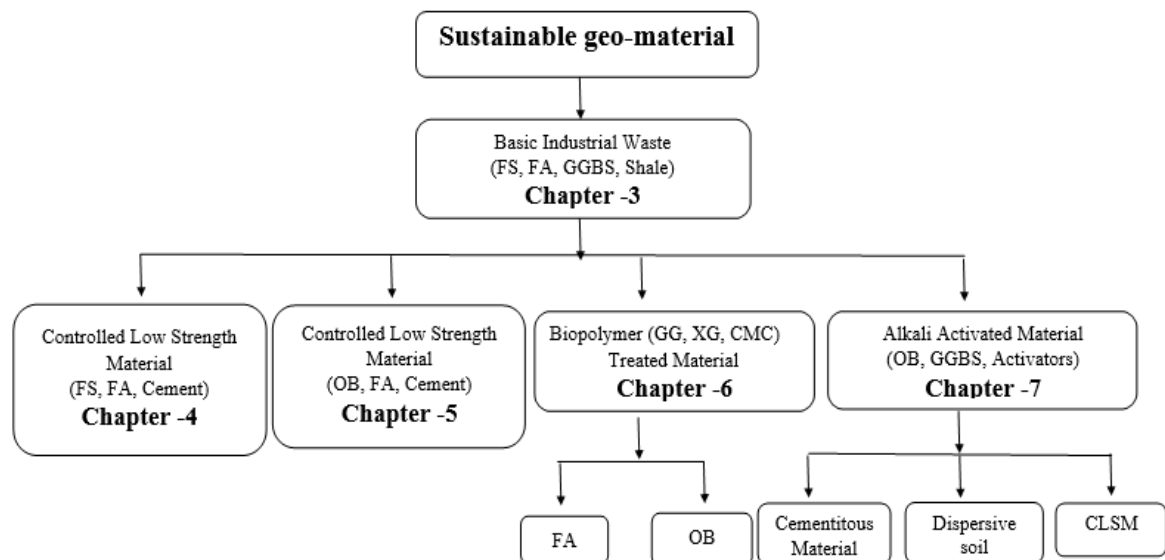 Sustainable geo-material
Basic Industrial Waste
(FS, FA, GGBS, Shale)
Chapter -3
Controlled Low Strength
Material
(FS, FA, Cement)
Chapter -4
Controlled Low Strength
Material
(OB, FA, Cement)
Chapter -5
Biopolymer (GG, XG, CMC)
Treated Material
Chapter -6
Alkali Activated Material
(OB, GGBS, Activators)
Chapter -7
FA
OB
Cementitous
Material
Dispersive
soil
CLSM